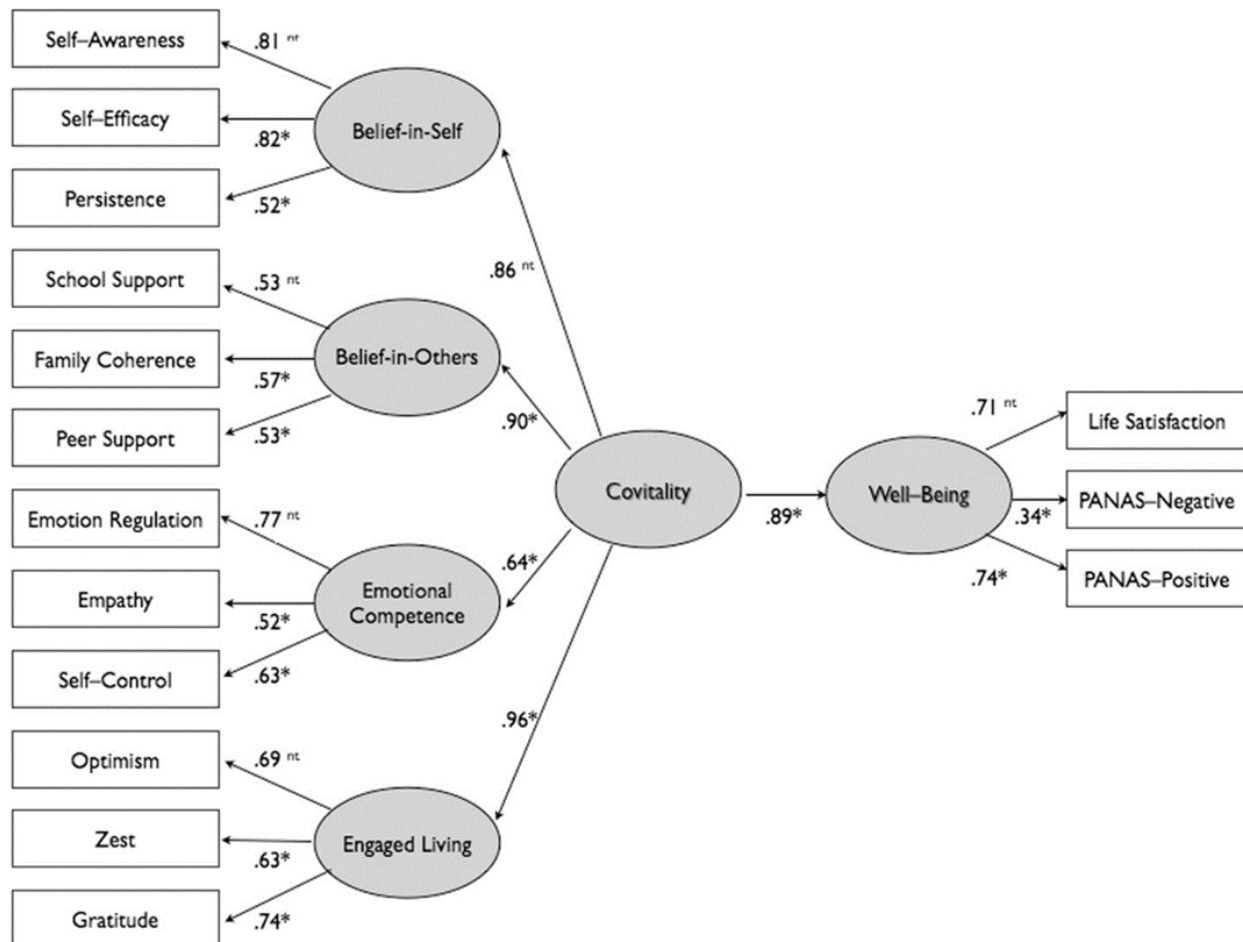 Self–Awareness
.81 nt
Self–Efficacy
.82*
Belief-in-Self
Persistence
.52*
School Support
.53 nt
.86 nt
Family Coherence
.57*
Belief-in-Others
Peer Support
.53*
.90*
Life Satisfaction
.71 nt
Emotion Regulation
.77 nt
Covitality
.89*
Well–Being
PANAS–Negative
.34*
PANAS–Positive
.74*
Empathy
.52*
Emotional
Competence
.64*
Self–Control
.63*
.96*
Optimism
.69 nt
Zest
.63*
Engaged Living
Gratitude
.74*